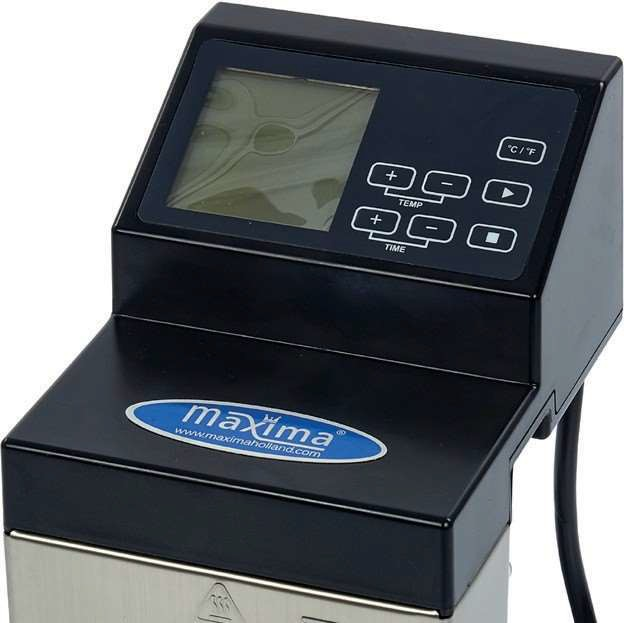 °C / °F
+ −
TEMP
+ −
TIME
maxima®
www.maximaholland.com